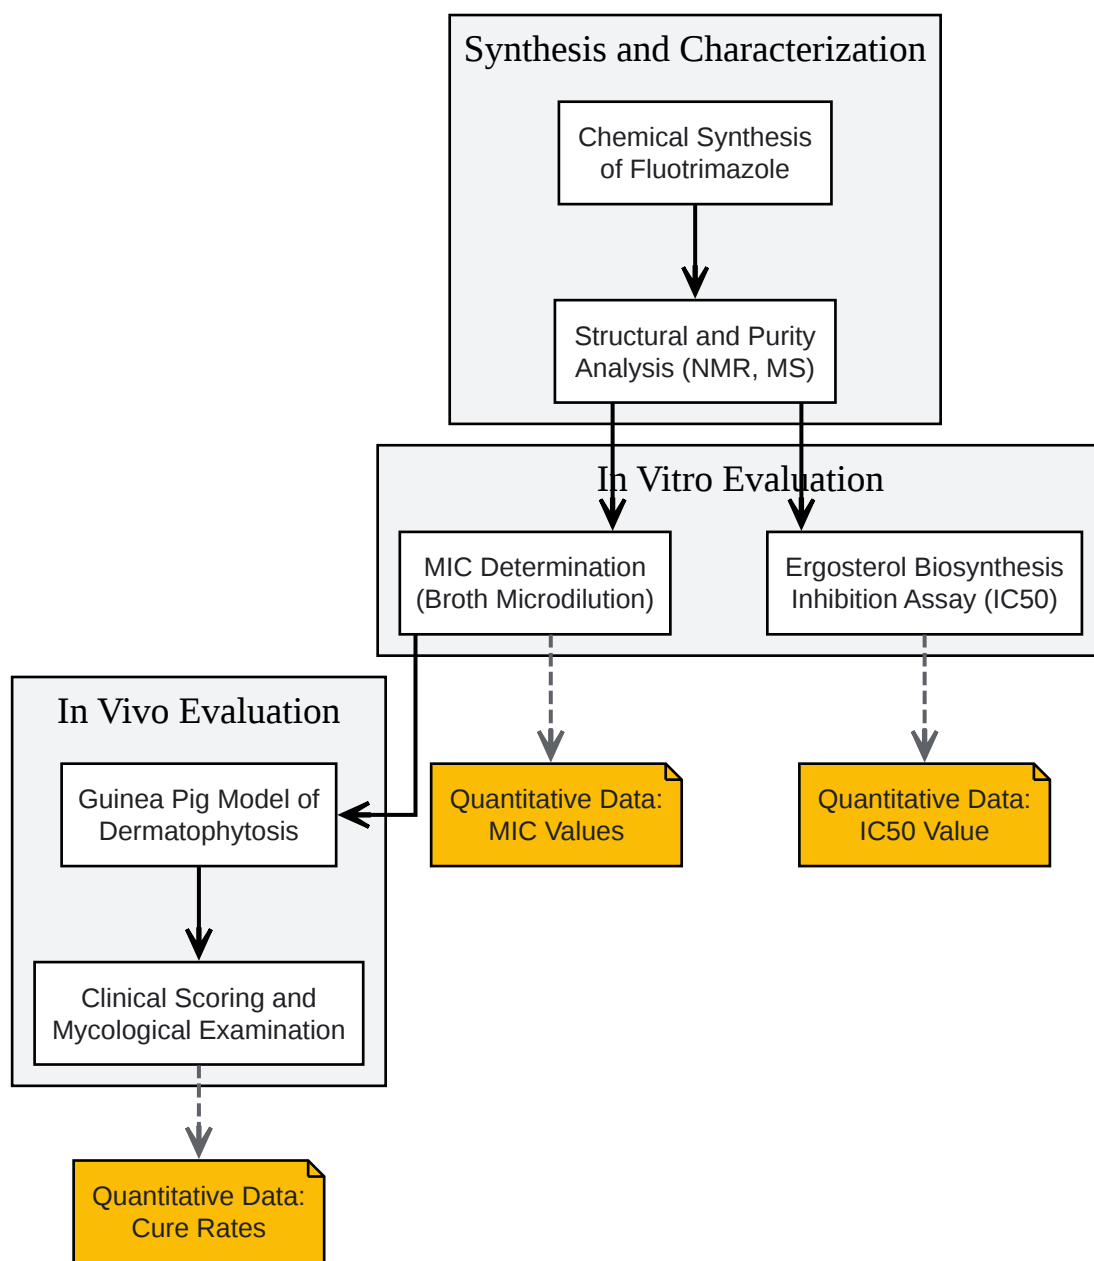 Synthesis and Characterization
Chemical Synthesis
of Fluotrimazole
Structural and Purity
Analysis (NMR, MS)
In Vitro Evaluation
MIC Determination
(Broth Microdilution)
Ergosterol Biosynthesis
Inhibition Assay (IC50)
In Vivo Evaluation
Guinea Pig Model of
Dermatophytosis
Quantitative Data:
MIC Values
Quantitative Data:
IC50 Value
Clinical Scoring and
Mycological Examination
Quantitative Data:
Cure Rates